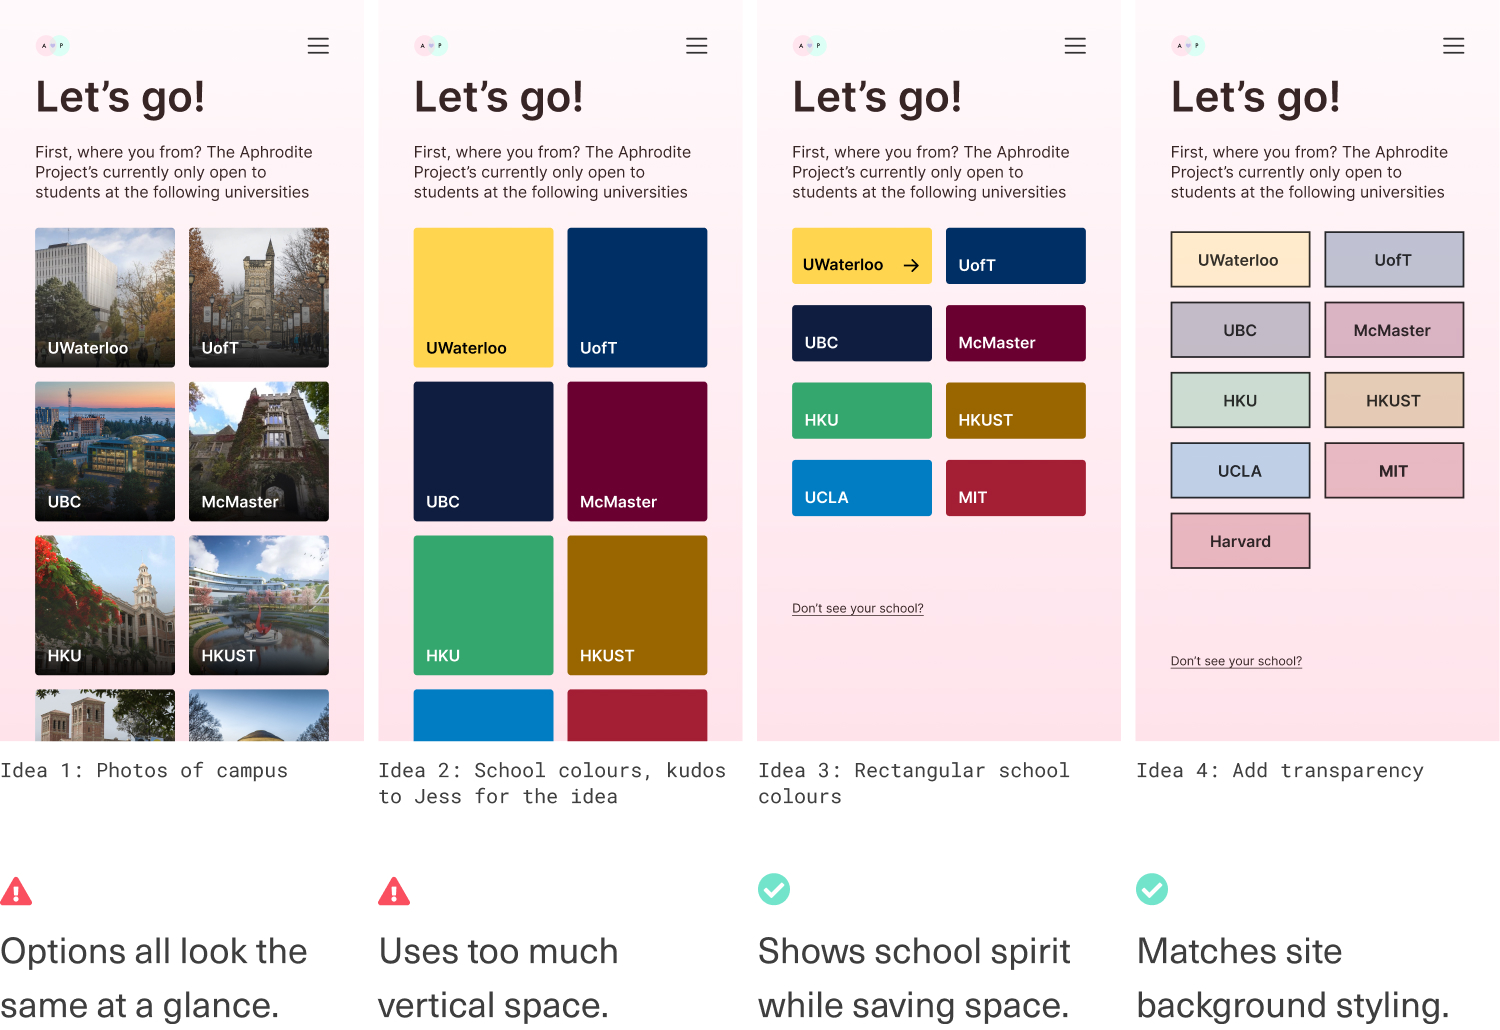 A ♥ P
Let's go!
First, where you from? The Aphrodite
Project's currently only open to
students at the following universities
UWaterloo
UofT
UBC
McMaster
HKU
HKUST
Idea 1: Photos of campus
Options all look the
same at a glance.
A ♥ P
Let's go!
First, where you from? The Aphrodite
Project's currently only open to
students at the following universities
UWaterloo
UofT
UBC
McMaster
HKU
HKUST
Idea 2: School colours, kudos
to Jess for the idea
Uses too much
vertical space.
A ♥ P
Let's go!
First, where you from? The Aphrodite
Project's currently only open to
students at the following universities
UWaterloo →
UofT
UBC
McMaster
HKU
HKUST
UCLA
MIT
Don't see your school?
Idea 3: Rectangular school
colours
Shows school spirit
while saving space.
A ♥ P
Let's go!
First, where you from? The Aphrodite
Project's currently only open to
students at the following universities
UWaterloo
UofT
UBC
McMaster
HKU
HKUST
UCLA
MIT
Harvard
Don't see your school?
Idea 4: Add transparency
Matches site
background styling.